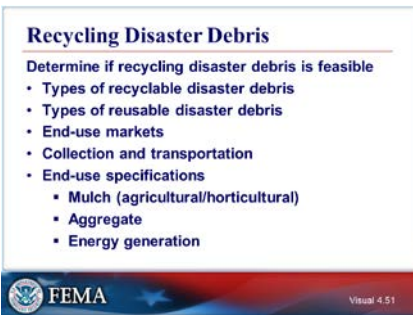 Recycling Disaster Debris
Determine if recycling disaster debris is feasible
• Types of recyclable disaster debris
• Types of reusable disaster debris
• End-use markets
• Collection and transportation
• End-use specifications
▪ Mulch (agricultural/horticultural)
▪ Aggregate
▪ Energy generation
FEMA
Visual 4.51